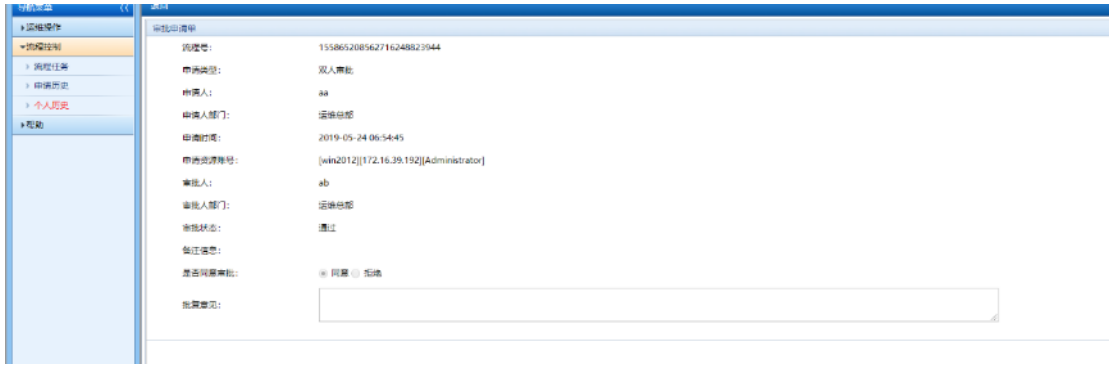 导航菜单
返回
运维操作
流程控制
流程任务
申请历史
个人历史
帮助
审批申请单
流程号: 155865208562716248823944
申请类型: 双人审批
申请人: aa
申请人部门: 运维总部
申请时间: 2019-05-24 06:54:45
申请资源账号: [win2012][172.16.39.192][Administrator]
审批人: ab
审批人部门: 运维总部
审批状态: 通过
备注信息:
是否同意审批: 同意 拒绝
批复意见: